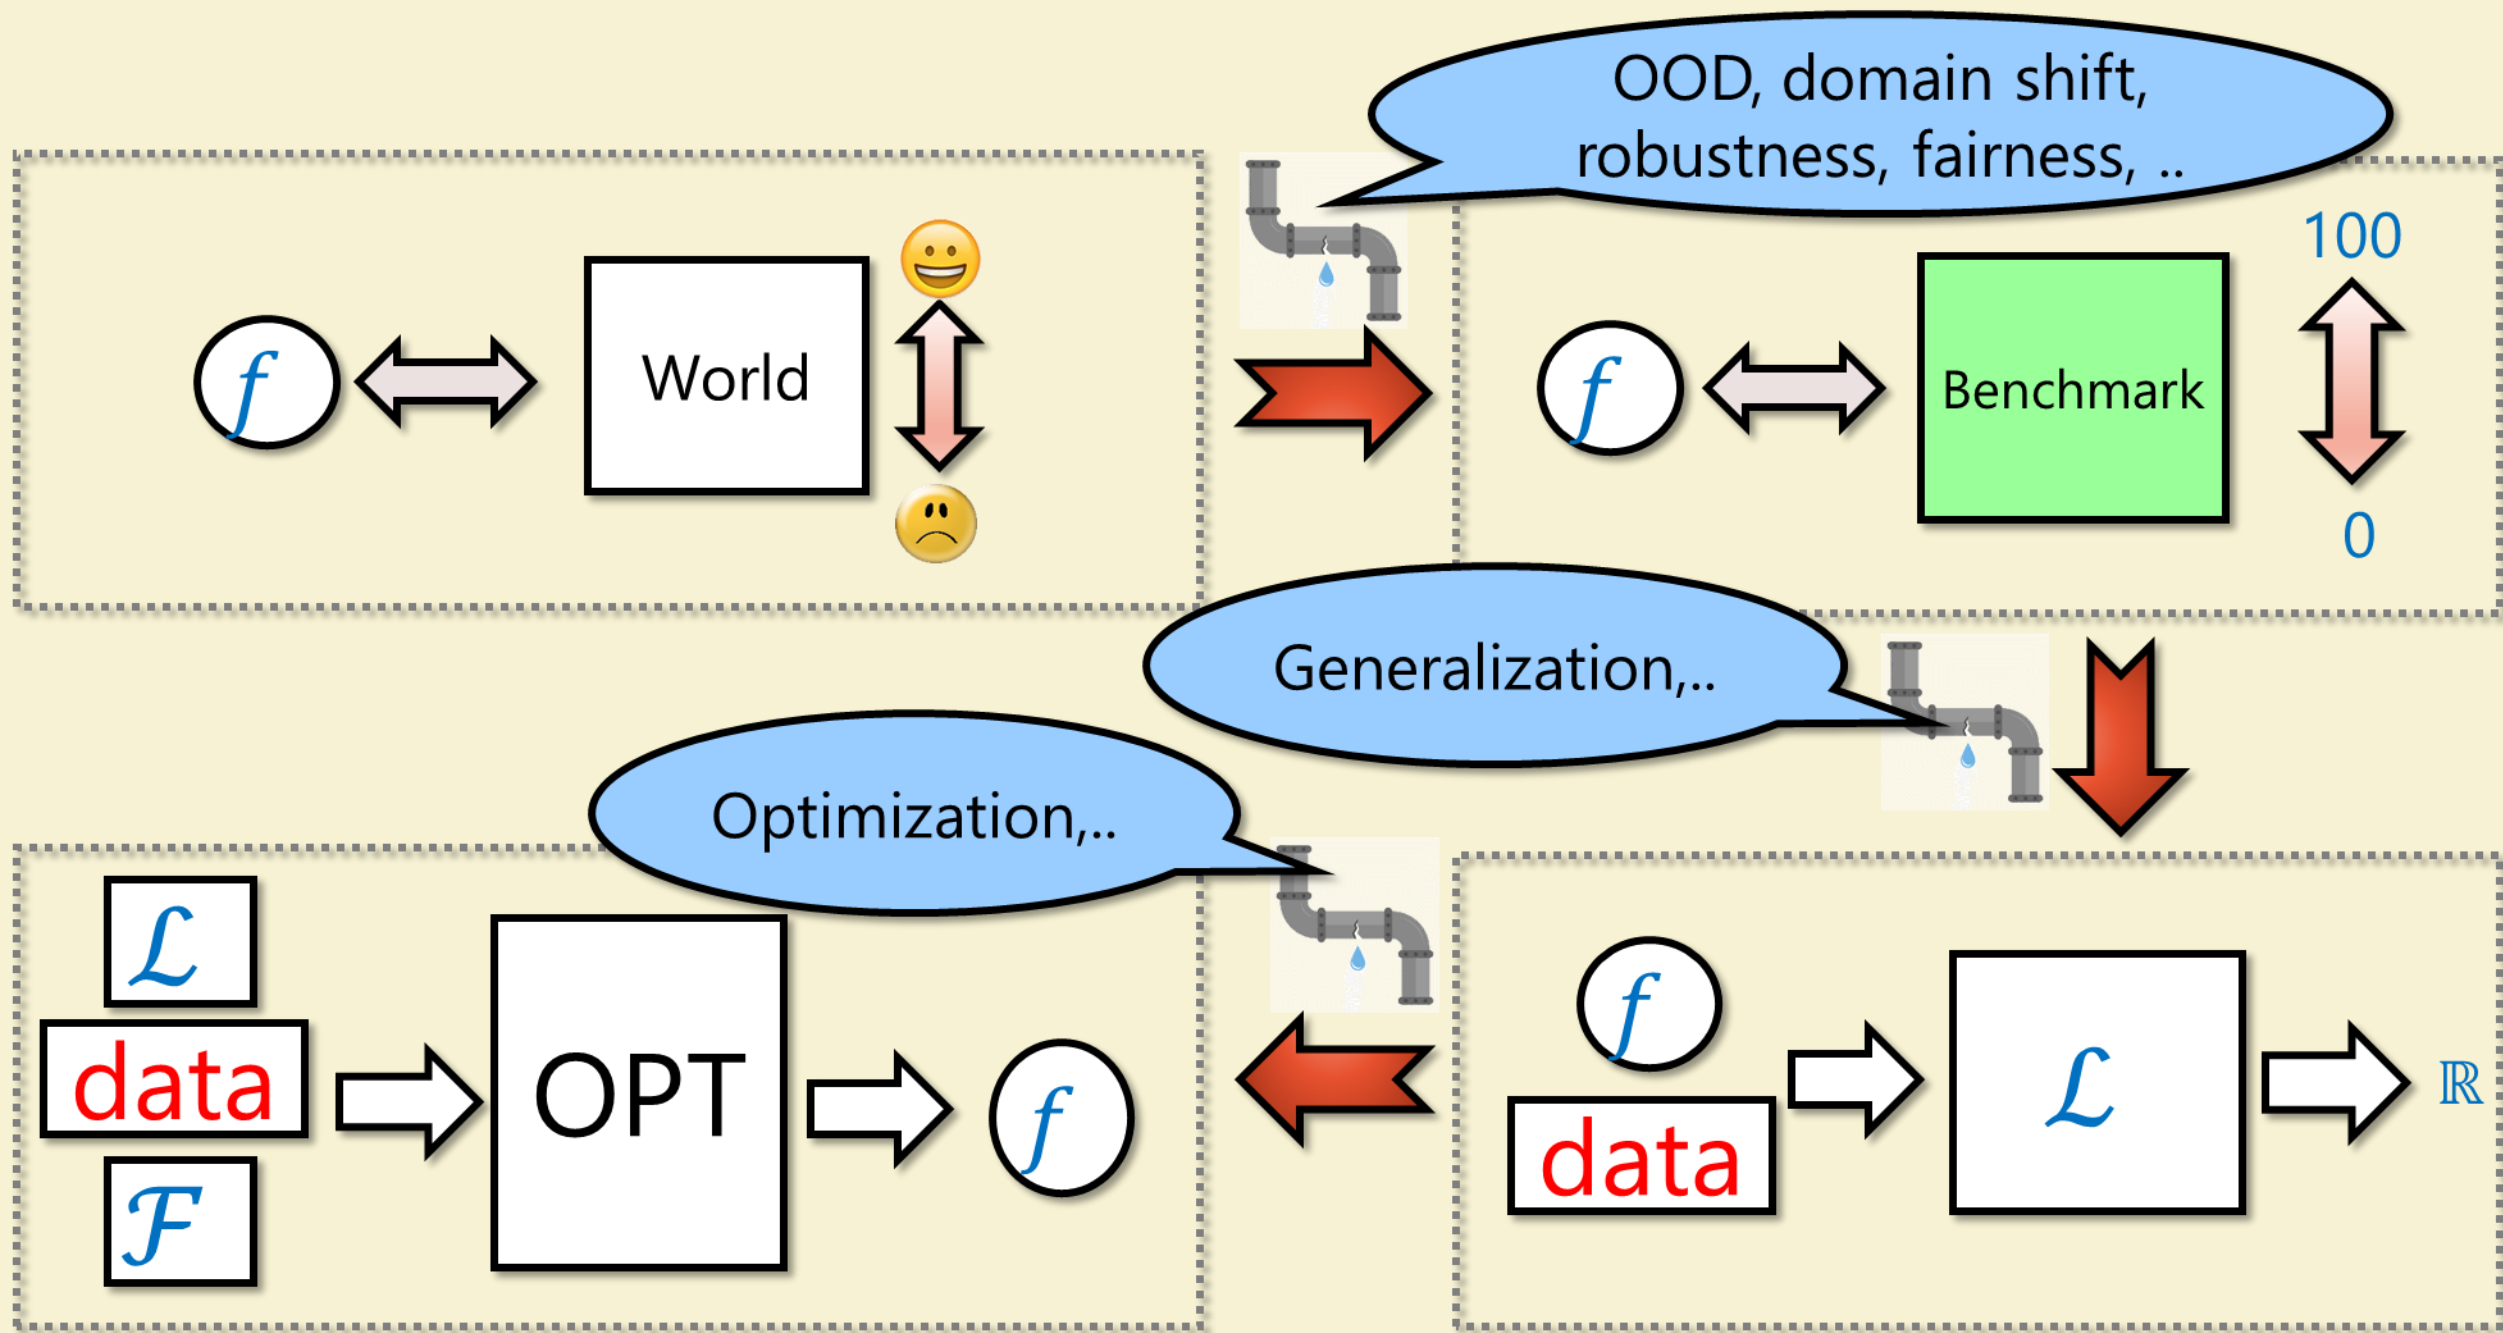 OOD, domain shift,
robustness, fairness, ..
f
World
f
Benchmark
100
0
Generalization,..
Optimization,..
ℒ
data
ℱ
OPT
f
f
data
ℒ
ℝ